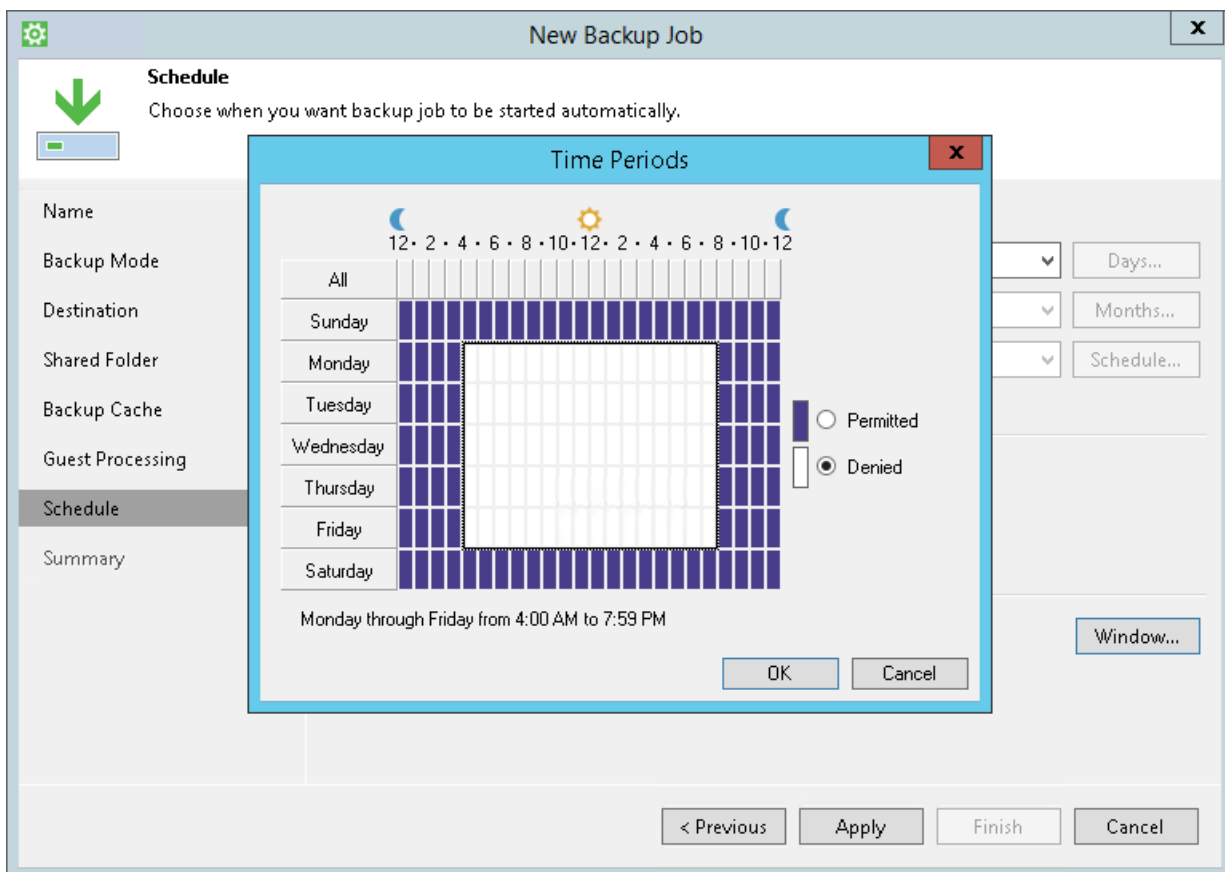 New Backup Job
x
Schedule
Choose when you want backup job to be started automatically.
Time Periods
x
Name
Backup Mode
Destination
Shared Folder
Backup Cache
Guest Processing
Schedule
Summary
12 · 2 · 4 · 6 · 8 · 10 · 12 · 2 · 4 · 6 · 8 · 10 · 12
All
Sunday
Monday
Tuesday
Wednesday
Thursday
Friday
Saturday
Permitted
Denied
Monday through Friday from 4:00 AM to 7:59 PM
OK
Cancel
Days...
Months...
Schedule...
Window...
< Previous
Apply
Finish
Cancel